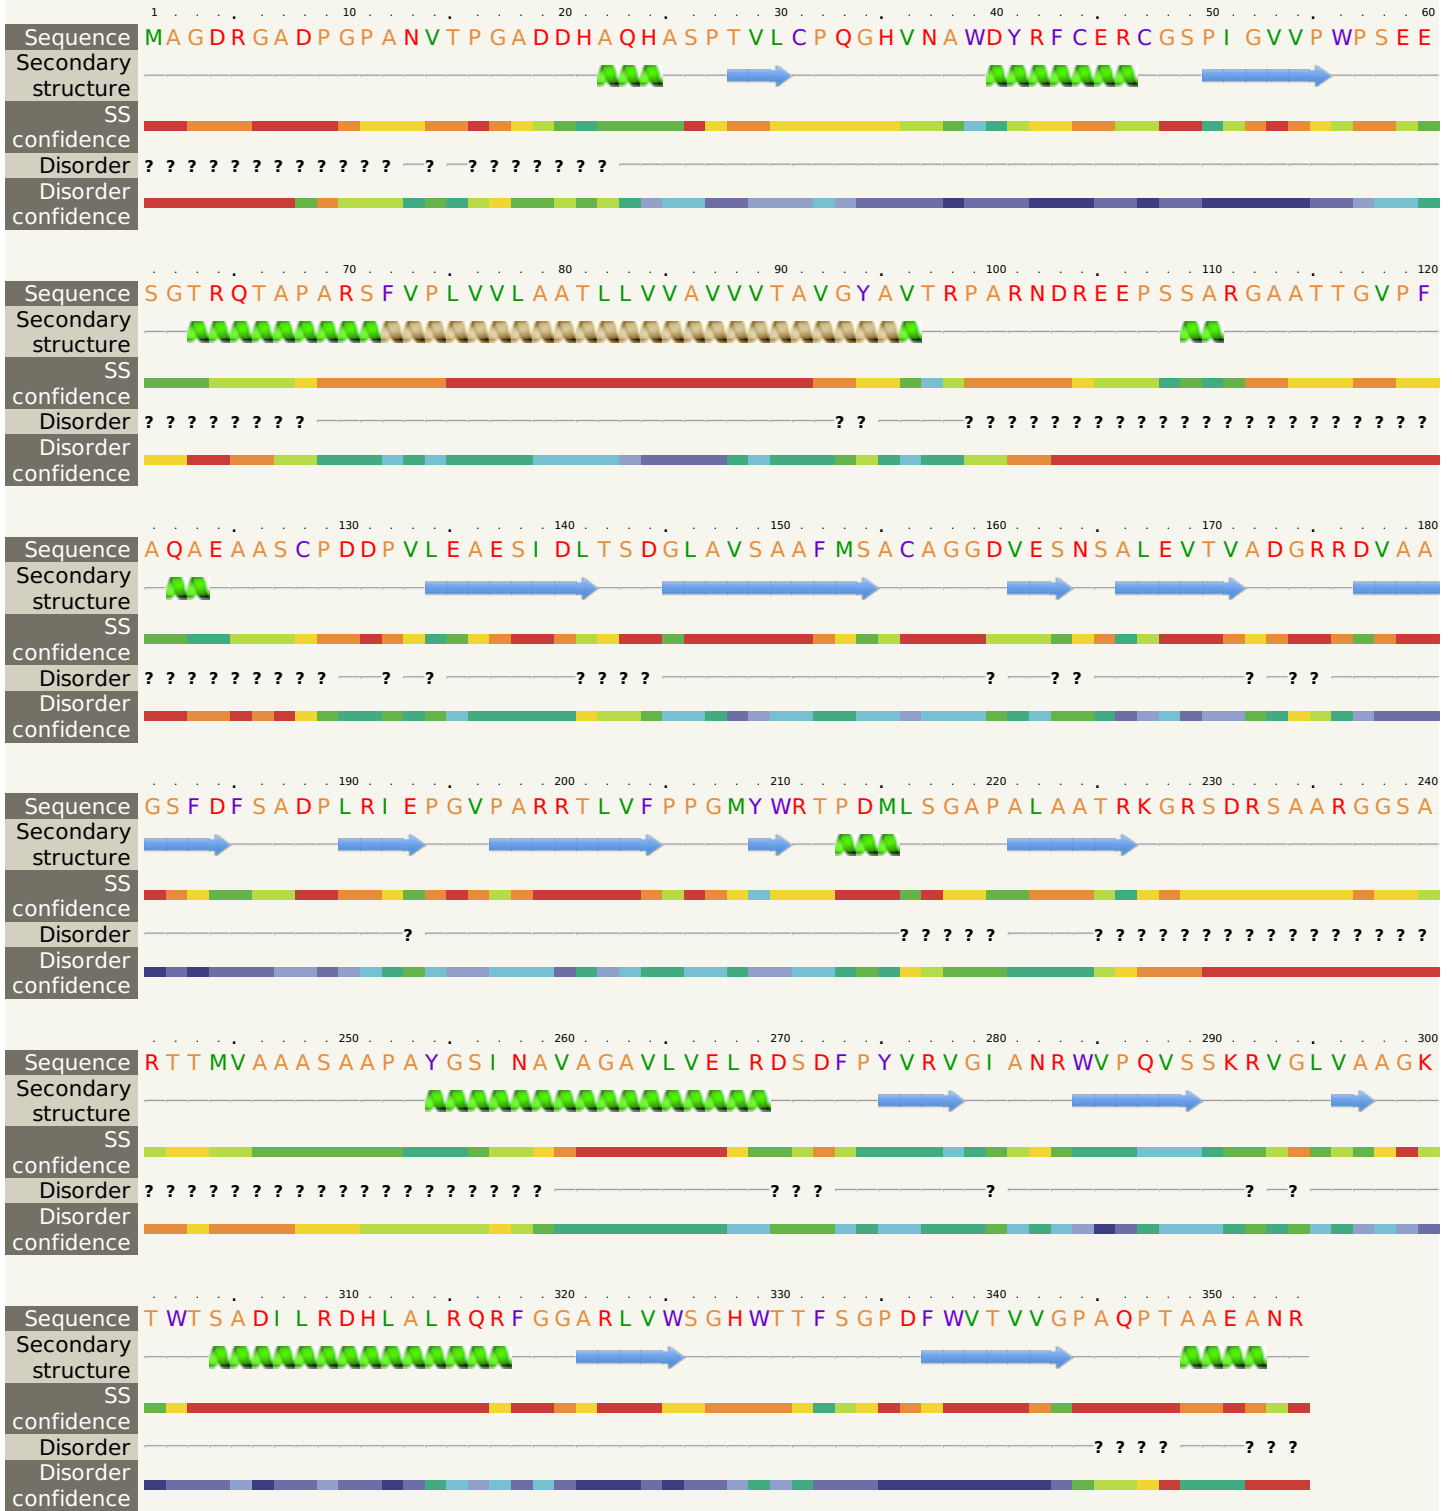 1 10 20 30 40 50 60
Sequence M A G D R G A D P G P A N V T P G A D D H A Q H A S P T V L C P Q G H V N A W D Y R F C E R C G S P I G V V P W P S E E
Secondary
structure
SS
confidence
Disorder ? ? ? ? ? ? ? ? ? ? ? ? ? ? ? ? ? ? ? ?
Disorder
confidence
70 80 90 100 110 120
Sequence S G T R Q T A P A R S F V P L V V L A A T L L V V A V V V T A V G Y A V T R P A R N D R E E P S S A R G A A T T G V P F
Secondary
structure
SS
confidence
Disorder ? ? ? ? ? ? ? ? ? ? ? ? ? ? ? ? ? ? ? ? ? ? ? ? ? ? ? ? ? ? ? ?
Disorder
confidence
130 140 150 160 170 180
Sequence A Q A E A A S C P D D P V L E A E S I D L T S D G L A V S A A F M S A C A G G D V E S N S A L E V T V A D G R R D V A A
Secondary
structure
SS
confidence
Disorder ? ? ? ? ? ? ? ? ? ? ? ? ? ? ? ? ? ? ? ? ?
Disorder
confidence
190 200 210 220 230 240
Sequence G S F D F S A D P L R I E P G V P A R R T L V F P P G M Y W R T P D M L S G A P A L A A T R K G R S D R S A A R G G S A
Secondary
structure
SS
confidence
Disorder ? ? ? ? ? ? ? ? ? ? ? ? ? ? ? ? ? ? ? ? ? ?
Disorder
confidence
250 260 270 280 290 300
Sequence R T T M V A A A S A A P A Y G S I N A V A G A V L V E L R D S D F P Y V R V G I A N R W V P Q V S S K R V G L V A A G K
Secondary
structure
SS
confidence
Disorder ? ? ? ? ? ? ? ? ? ? ? ? ? ? ? ? ? ? ? ? ? ? ? ? ?
Disorder
confidence
310 320 330 340 350
Sequence T W T S A D I L R D H L A L R Q R F G G A R L V W S G H W T T F S G P D F W V T V V G P A Q P T A A E A N R
Secondary
structure
SS
confidence
Disorder ? ? ? ? ? ? ?
Disorder
confidence